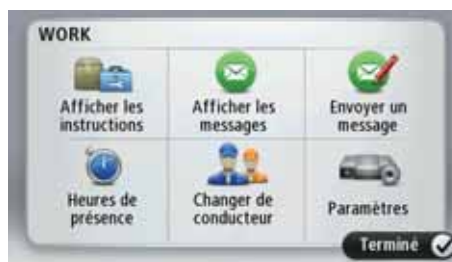 WORK
Afficher les
instructions
Afficher les
messages
Envoyer un
message
Heures de
présence
Changer de
conducteur
Paramètres
Terminé